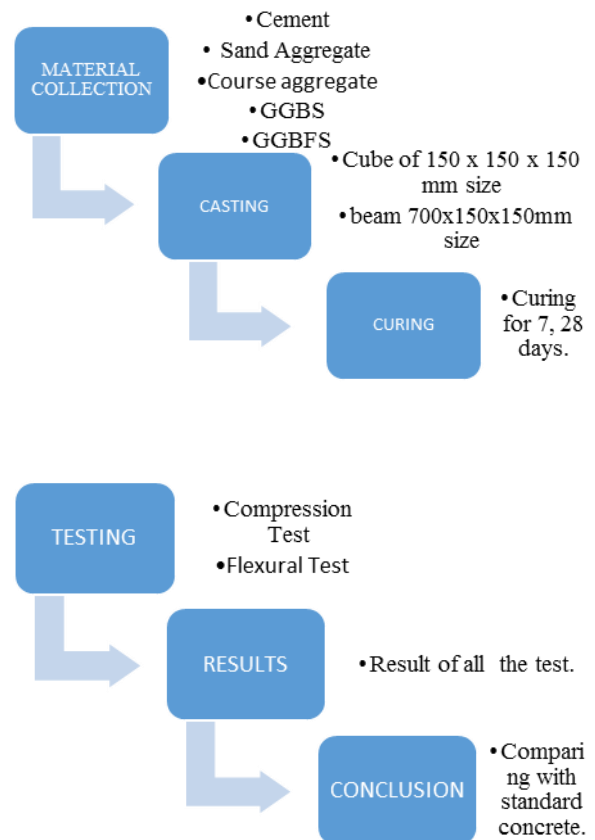 MATERIAL
COLLECTION
•Cement
• Sand Aggregate
•Course aggregate
•GGBS
•GGBFS
CASTING
•Cube of 150 x 150 x 150
mm size
•beam 700x150x150mm
size
CURING
•Curing
for 7, 28
days.
TESTING
•Compression
Test
•Flexural Test
RESULTS
•Result of all the test.
CONCLUSION
•Compari
ng with
standard
concrete.